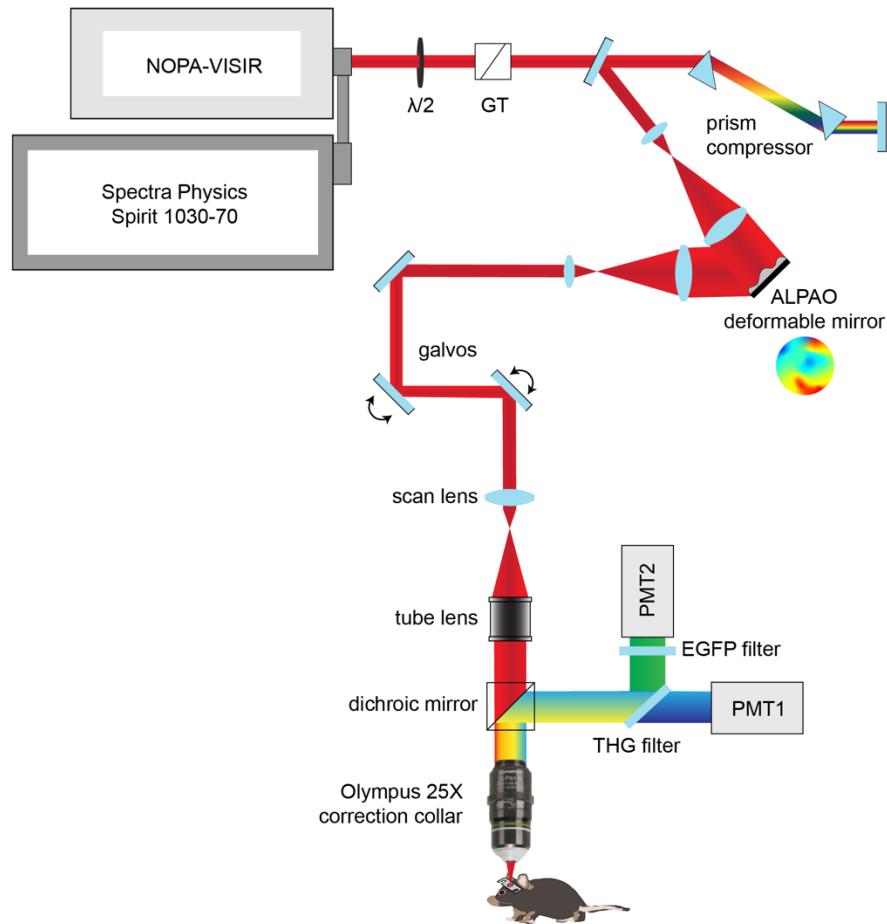 NOPA-VISIR
λ/2
GT
prism
compressor
Spectra Physics
Spirit 1030-70
ALPAO
deformable mirror
galvos
scan lens
PMT2
tube lens
EGFP filter
dichroic mirror
PMT1
THG filter
Olympus 25X
correction collar